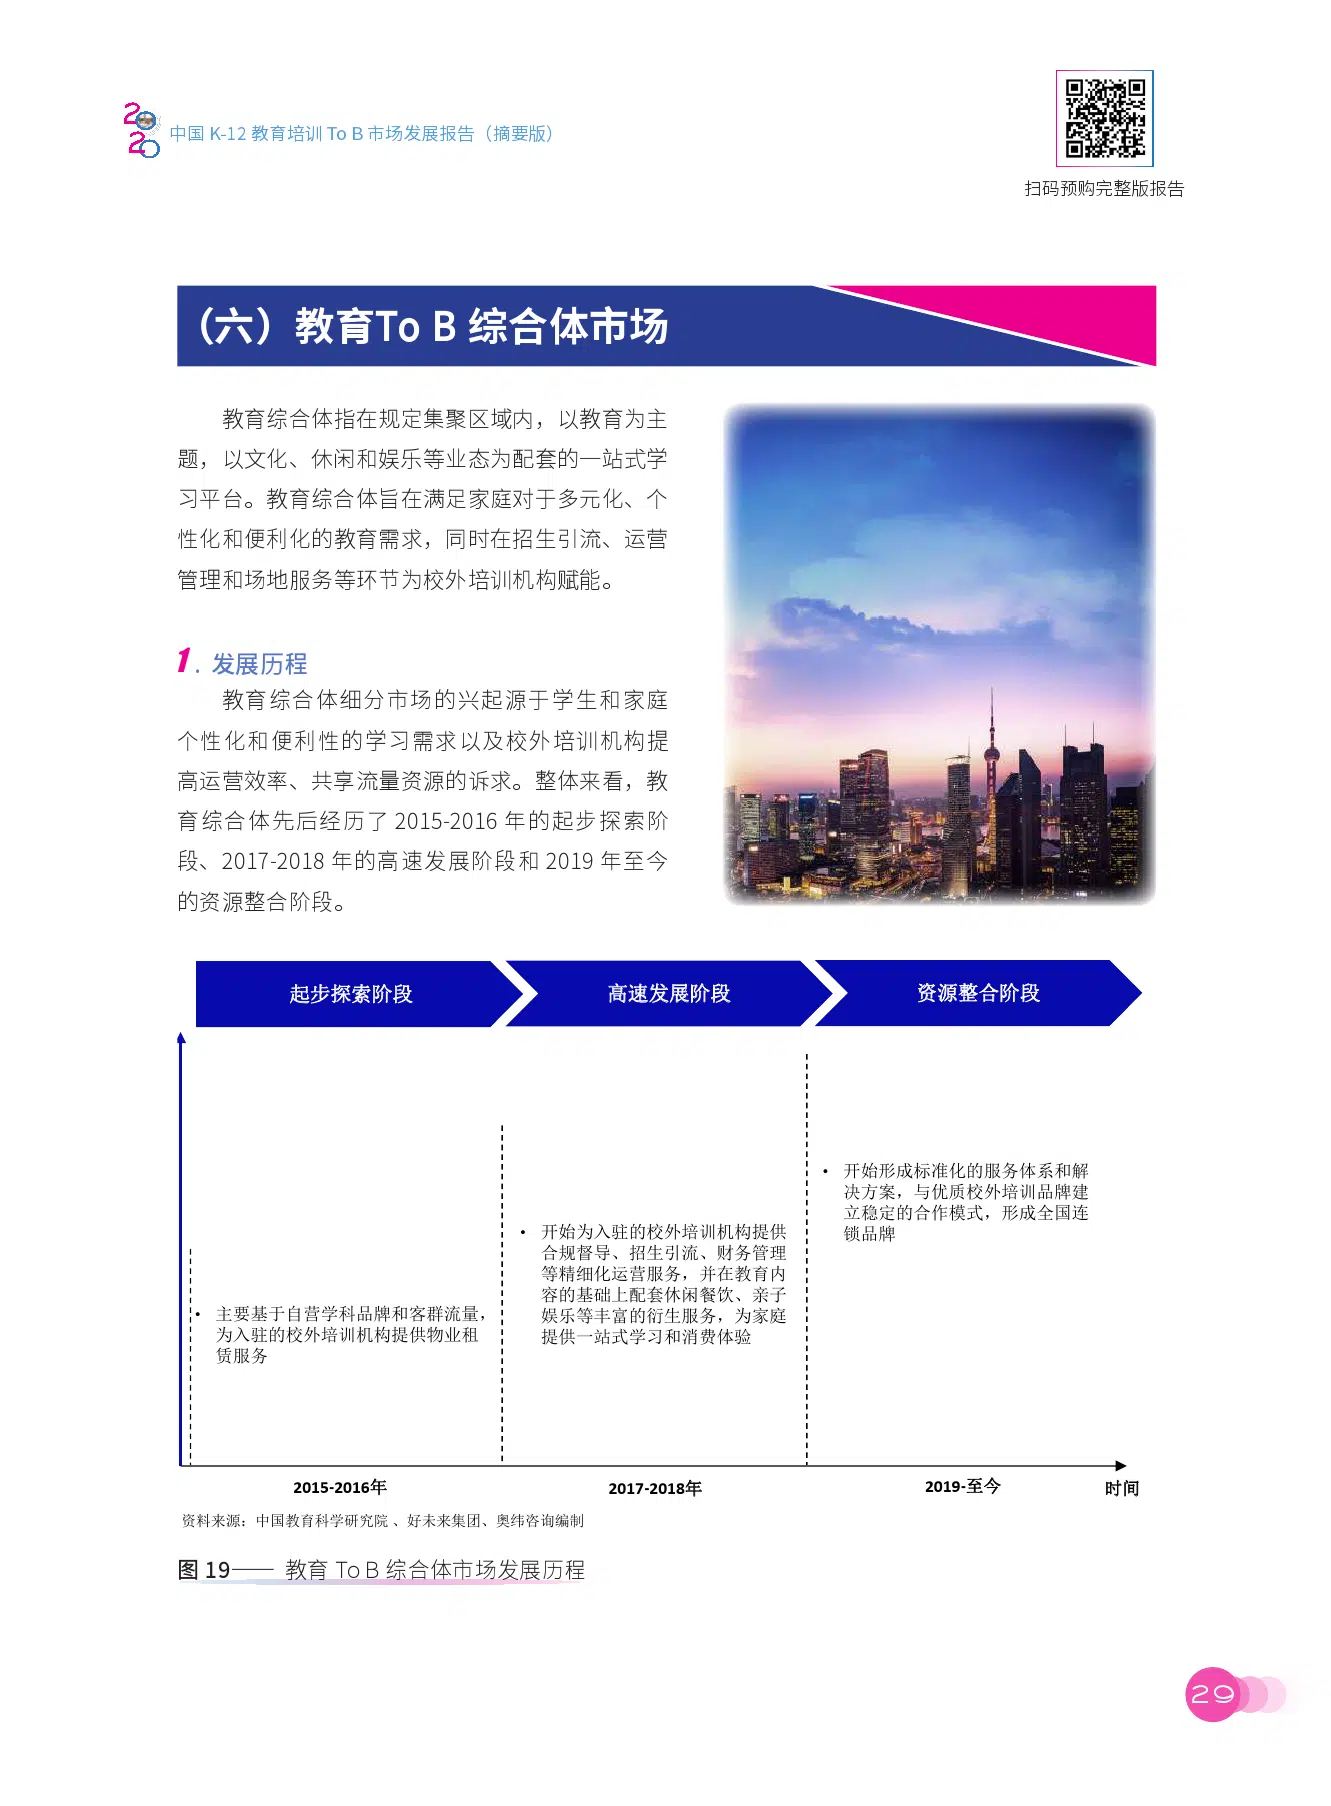 2020
中国 K-12 教育培训 To B 市场发展报告（摘要版）
扫码预购完整版报告
（六）教育To B 综合体市场
教育综合体指在规定集聚区域内，以教育为主
题，以文化、休闲和娱乐等业态为配套的一站式学
习平台。教育综合体旨在满足家庭对于多元化、个
性化和便利化的教育需求，同时在招生引流、运营
管理和场地服务等环节为校外培训机构赋能。
1. 发展历程
教育综合体细分市场的兴起源于学生和家庭
个性化和便利性的学习需求以及校外培训机构提
高运营效率、共享流量资源的诉求。整体来看，教
育综合体先后经历了 2015-2016 年的起步探索阶
段、2017-2018 年的高速发展阶段和 2019 年至今
的资源整合阶段。
起步探索阶段
高速发展阶段
资源整合阶段
• 主要基于自营学科品牌和客群流量，
为入驻的校外培训机构提供物业租
赁服务
• 开始为入驻的校外培训机构提供
合规督导、招生引流、财务管理
等精细化运营服务，并在教育内
容的基础上配套休闲餐饮、亲子
娱乐等丰富的衍生服务，为家庭
提供一站式学习和消费体验
• 开始形成标准化的服务体系和解
决方案，与优质校外培训品牌建
立稳定的合作模式，形成全国连
锁品牌
2015-2016年
2017-2018年
2019-至今
时间
资料来源：中国教育科学研究院 、好未来集团、奥纬咨询编制
图 19—— 教育 To B 综合体市场发展历程
29